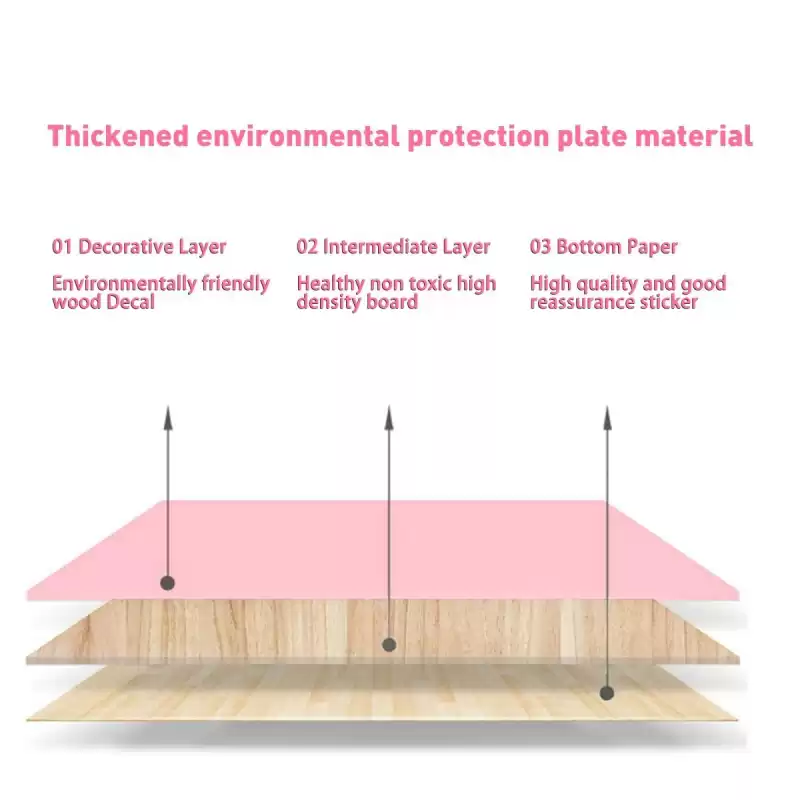 Thickened environmental protection plate material
01 Decorative Layer
Environmentally friendly
wood Decal
02 Intermediate Layer
Healthy non toxic high
density board
03 Bottom Paper
High quality and good
reassurance sticker